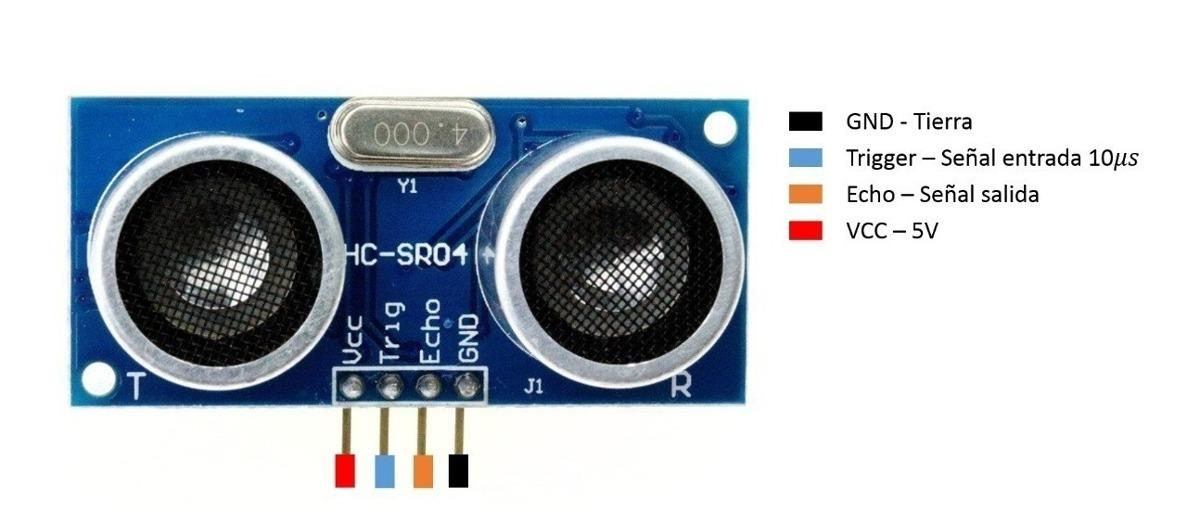 4.000
Y1
HC-SR04
Vcc
Trig
Echo
GND
T
J1
R
GND - Tierra
Trigger – Señal entrada 10μs
Echo – Señal salida
VCC – 5V